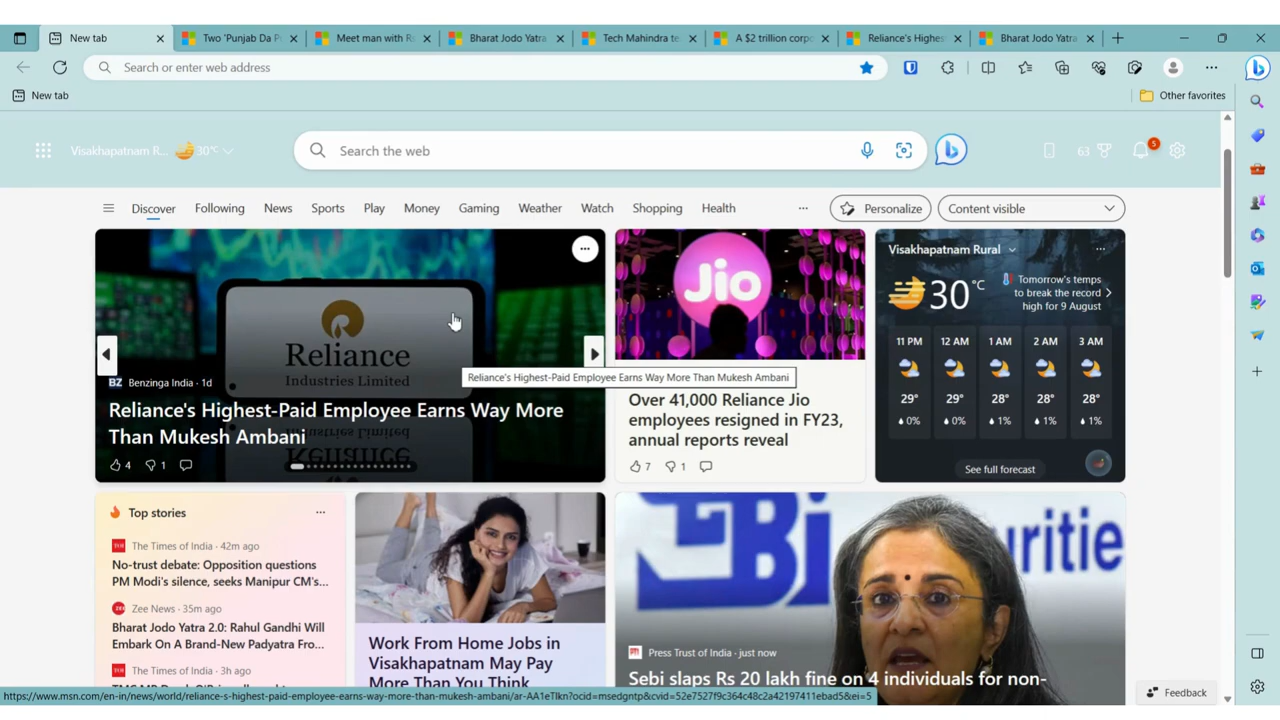 New tab
Two 'Punjab Da P
Meet man with R
Bharat Jodo Yatra
Tech Mahindra te
A $2 trillion corp
Reliance's Highes
Bharat Jodo Yatra
Search or enter web address
New tab
Other favorites
Visakhapatnam R... 30°C
Search the web
63
5
Discover Following News Sports Play Money Gaming Weather Watch Shopping Health ... Personalize Content visible
Reliance
Industries Limited
BZ Benzinga India · 1d
Reliance's Highest-Paid Employee Earns Way More
Than Mukesh Ambani
4 1
Reliance's Highest-Paid Employee Earns Way More Than Mukesh Ambani
Jio
Over 41,000 Reliance Jio
employees resigned in FY23,
annual reports reveal
7 1
Visakhapatnam Rural
30 °C
Tomorrow's temps
to break the record
high for 9 August
11 PM 12 AM 1 AM 2 AM 3 AM
29° 29° 28° 28° 28°
0% 0% 1% 1% 1%
See full forecast
Top stories
The Times of India · 42m ago
No-trust debate: Opposition questions
PM Modi's silence, seeks Manipur CM's...
Zee News · 35m ago
Bharat Jodo Yatra 2.0: Rahul Gandhi Will
Embark On A Brand-New Padyatra Fro...
The Times of India · 3h ago
Work From Home Jobs in
Visakhapatnam May Pay
More Than You Think
Press Trust of India · just now
Sebi slaps Rs 20 lakh fine on 4 individuals for non-
Feedback
https://www.msn.com/en-in/news/world/reliance-s-highest-paid-employee-earns-way-more-than-mukesh-ambani/ar-AA1eTlkn?ocid=msedgntp&cvid=52e7527f9c364c48c2a42197411ebad5&ei=5